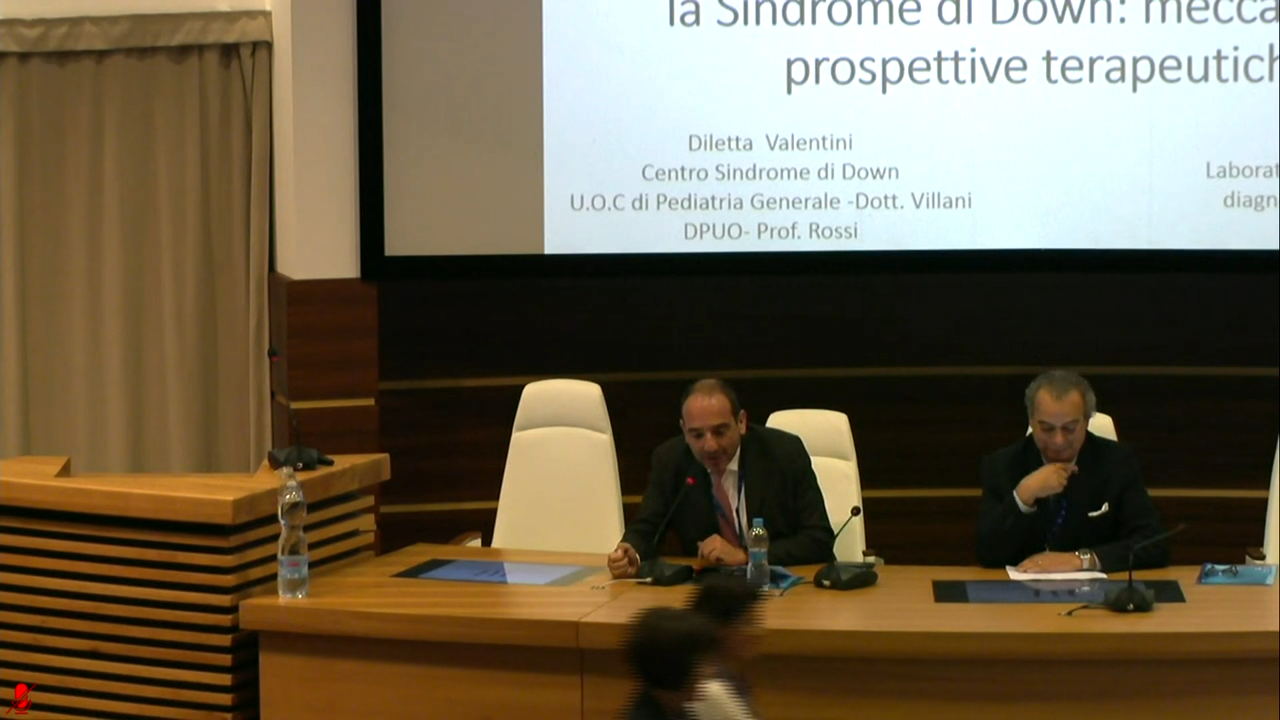 la Sindrome di Down: mecca
prospettive terapeutich
Diletta Valentini
Centro Sindrome di Down
U.O.C di Pediatria Generale -Dott. Villani
DPUO- Prof. Rossi
Laborat
diagn